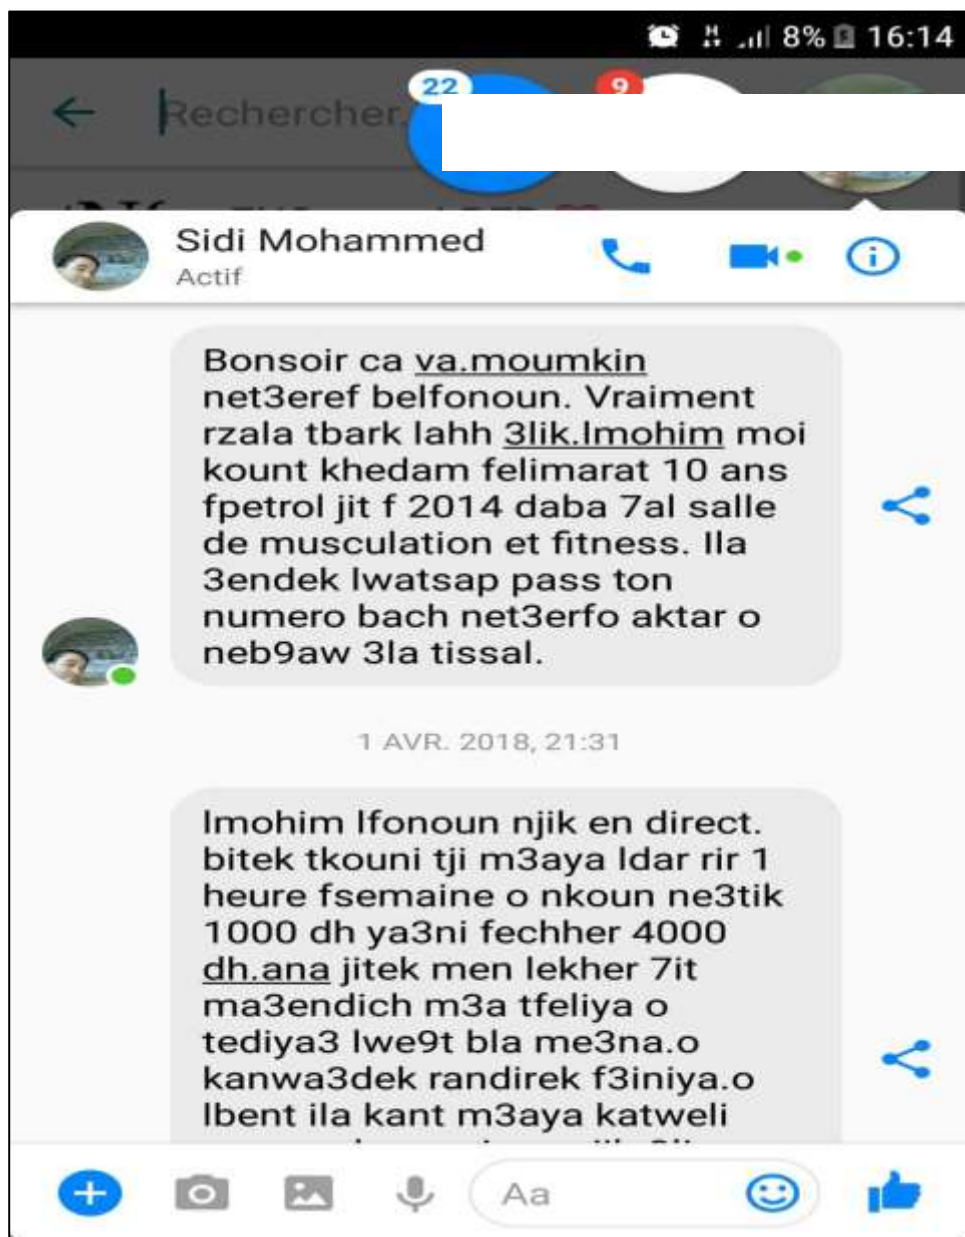 8% 16:14
Rechercher
22
9
Sidi Mohammed
Actif
Bonsoir ca va.moumkin
net3eref belfonoun. Vraiment
rzala tbark lahh 3lik.lmohim moi
kount khedam felimarat 10 ans
fpetrol jit f 2014 daba 7al salle
de musculation et fitness. Ila
3endek lwatsap pass ton
numero bach net3erfo aktar o
neb9aw 3la tissal.
1 AVR. 2018, 21:31
lmohim lfonoun njik en direct.
bitek tkouni tji m3aya ldar rir 1
heure fsemaine o nkoun ne3tik
1000 dh ya3ni fechher 4000
dh.ana jitek men lekher 7it
ma3endich m3a tfeliya o
tediya3 lwe9t bla me3na.o
kanwa3dek randirek f3iniya.o
lbent ila kant m3aya katweli
Aa